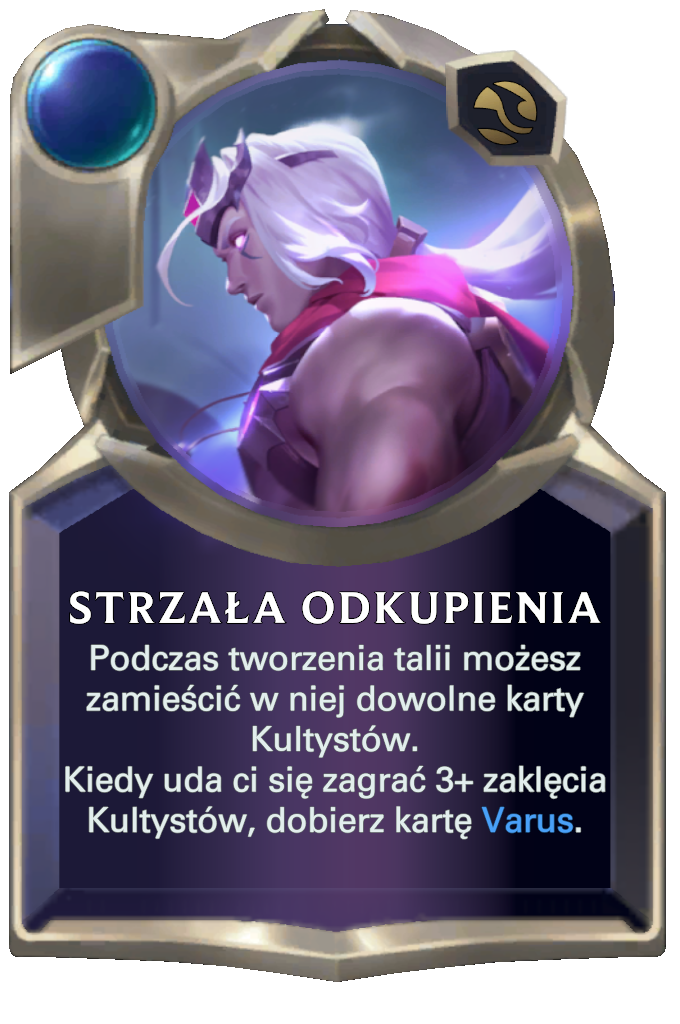 STRZAŁA ODKUPIENIA
Podczas tworzenia talii możesz
zamieścić w niej dowolne karty
Kultystów.
Kiedy uda ci się zagrać 3+ zaklęcia
Kultystów, dobierz kartę Varus.